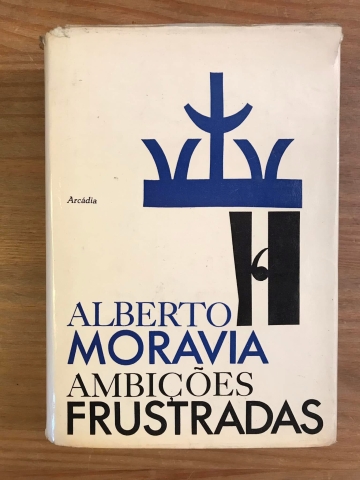 Arcádia
ALBERTO
MORAVIA
AMBIÇÕES
FRUSTRADAS